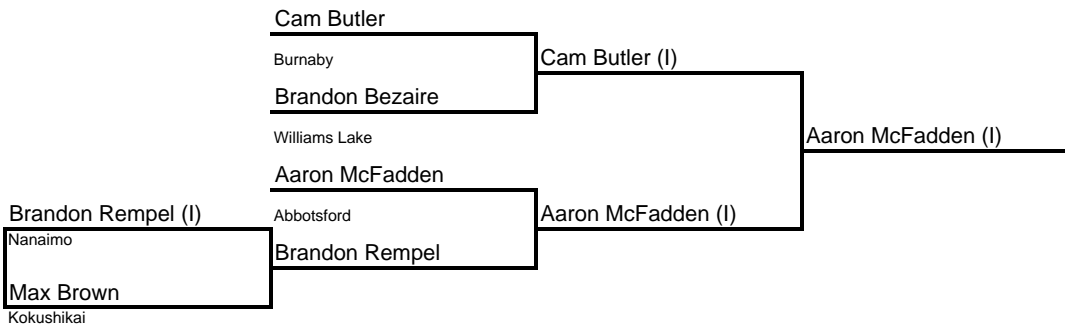 Cam Butler
Burnaby
Cam Butler (I)
Brandon Bezaire
Williams Lake
Aaron McFadden (I)
Aaron McFadden
Brandon Rempel (I)
Abbotsford
Aaron McFadden (I)
Nanaimo
Brandon Rempel
Max Brown
Kokushikai